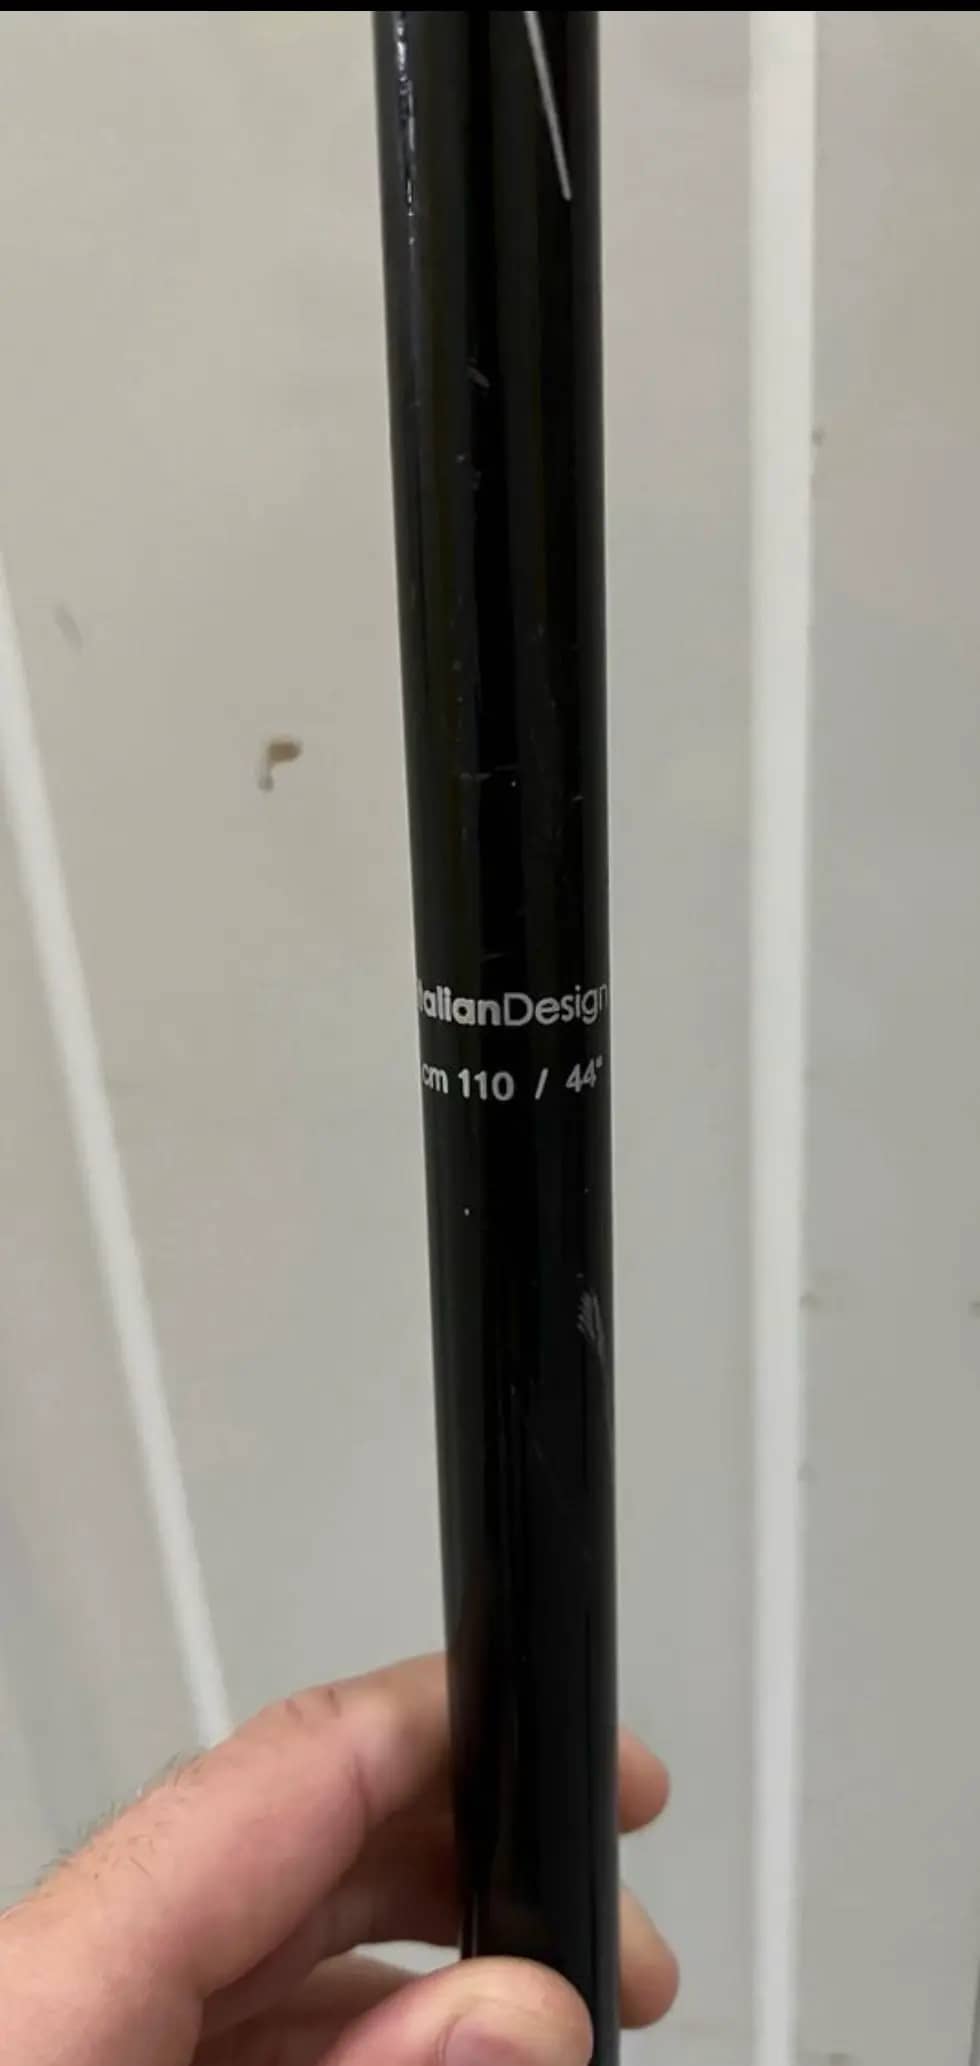 ItalianDesign
cm 110 / 44"